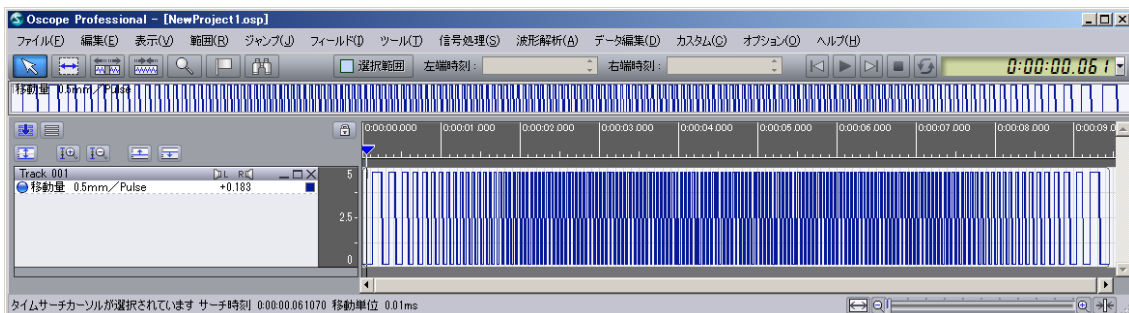 Oscope Professional - [NewProject1.osp]
ファイル(F) 編集(E) 表示(V) 範囲(R) ジャンプ(J) フィールド(I) ツール(T) 信号処理(S) 波形解析(A) データ編集(D) カスタム(C) オプション(O) ヘルプ(H)
選択範囲 左端時刻: 右端時刻: 0:00:00.061
移動量 0.5mm/Pulse
0:00:00.000 0:00:01.000 0:00:02.000 0:00:03.000 0:00:04.000 0:00:05.000 0:00:06.000 0:00:07.000 0:00:08.000 0:00:09.0
Track 001 L R 5
移動量 0.5mm/Pulse +0.183
2.5
0
タイムサーチカーソルが選択されています サーチ時刻 0:00:00.061070 移動単位 0.01ms